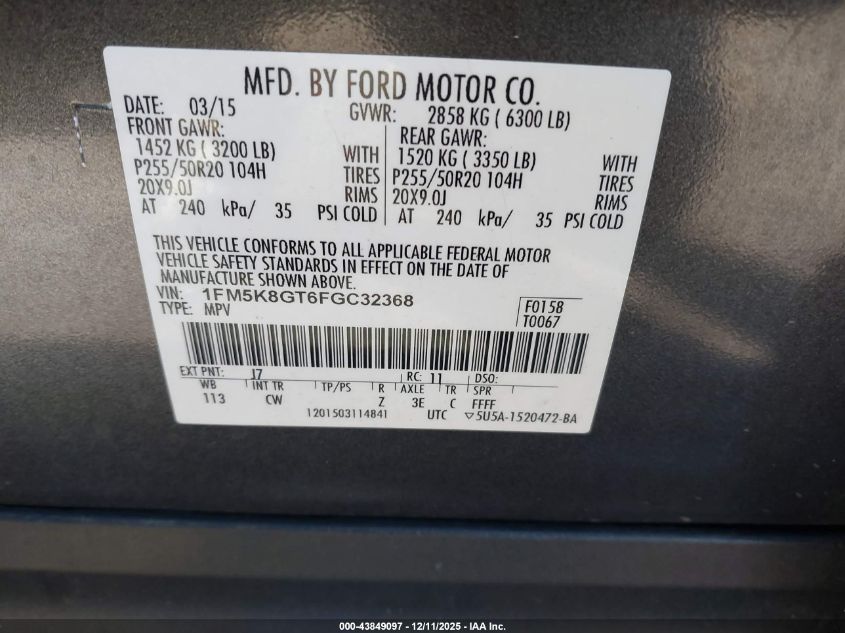 MFD. BY FORD MOTOR CO.
DATE: 03/15 GVWR: 2858 KG ( 6300 LB)
FRONT GAWR: REAR GAWR:
1452 KG ( 3200 LB) WITH 1520 KG ( 3350 LB) WITH
P255/50R20 104H TIRES P255/50R20 104H TIRES
20X9.0J RIMS 20X9.0J RIMS
AT 240 kPa/ 35 PSI COLD AT 240 kPa/ 35 PSI COLD
THIS VEHICLE CONFORMS TO ALL APPLICABLE FEDERAL MOTOR
VEHICLE SAFETY STANDARDS IN EFFECT ON THE DATE OF
MANUFACTURE SHOWN ABOVE.
VIN: 1FM5K8GT6FGC32368 F0158
TYPE: MPV T0067
EXT PNT: J7 RC: 11 DSO:
WB INT TR TP/PS R AXLE TR SPR
113 CW Z 3E C FFFF
1201503114841 UTC ▽5U5A-1520472-BA
000-43849097 - 12/11/2025 - IAA Inc.